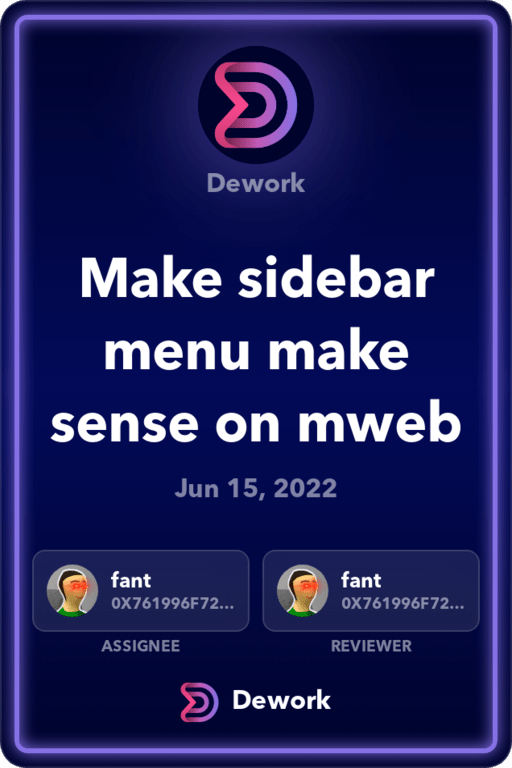 Dework
Make sidebar
menu make
sense on mweb
Jun 15, 2022
fant
0X761996F72...
ASSIGNEE
fant
0X761996F72...
REVIEWER
Dework